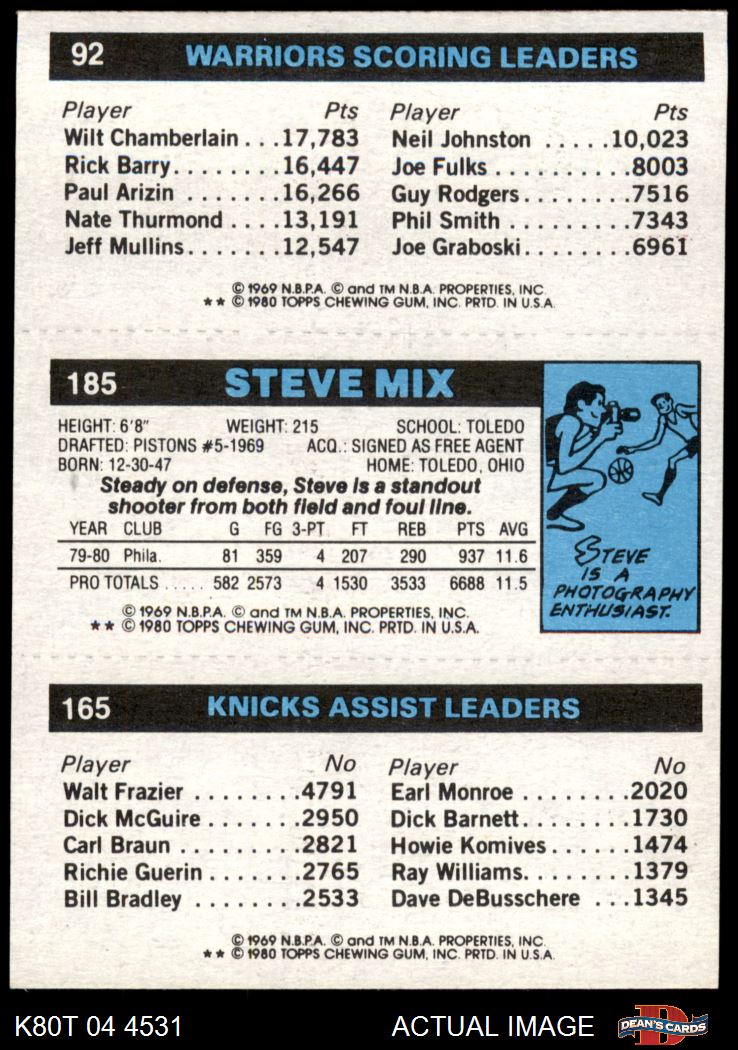 92 WARRIORS SCORING LEADERS
Player Pts Player Pts
Wilt Chamberlain . . .17,783 Neil Johnston . . . . .10,023
Rick Barry. . . . . . .16,447 Joe Fulks . . . . . . . . .8003
Paul Arizin . . . . . .16,266 Guy Rodgers. . . . . . .7516
Nate Thurmond . . . .13,191 Phil Smith . . . . . . . .7343
Jeff Mullins. . . . . . .12,547 Joe Graboski. . . . . . .6961
© 1969 N.B.P.A. © and TM N.B.A. PROPERTIES, INC.
** © 1980 TOPPS CHEWING GUM, INC. PRTD. IN U.S.A.
185 STEVE MIX
HEIGHT: 6'8" WEIGHT: 215 SCHOOL: TOLEDO
DRAFTED: PISTONS #5-1969 ACQ.: SIGNED AS FREE AGENT
BORN: 12-30-47 HOME: TOLEDO, OHIO
Steady on defense, Steve is a standout
shooter from both field and foul line.
YEAR CLUB G FG 3-PT FT REB PTS AVG
79-80 Phila. 81 359 4 207 290 937 11.6
PRO TOTALS . . . . . 582 2573 4 1530 3533 6688 11.5
© 1969 N.B.P.A. © and TM N.B.A. PROPERTIES, INC.
** © 1980 TOPPS CHEWING GUM, INC. PRTD. IN U.S.A.
STEVE
IS A
PHOTOGRAPHY
ENTHUSIAST.
165 KNICKS ASSIST LEADERS
Player No Player No
Walt Frazier . . . . . . . .4791 Earl Monroe . . . . . . . .2020
Dick McGuire . . . . . . .2950 Dick Barnett. . . . . . . .1730
Carl Braun . . . . . . . . .2821 Howie Komives . . . . . .1474
Richie Guerin . . . . . . .2765 Ray Williams. . . . . . . .1379
Bill Bradley . . . . . . . .2533 Dave DeBusschere . . .1345
© 1969 N.B.P.A. © and TM N.B.A. PROPERTIES, INC.
** © 1980 TOPPS CHEWING GUM, INC. PRTD. IN U.S.A.
K80T 04 4531 ACTUAL IMAGE D DEAN'S CARDS